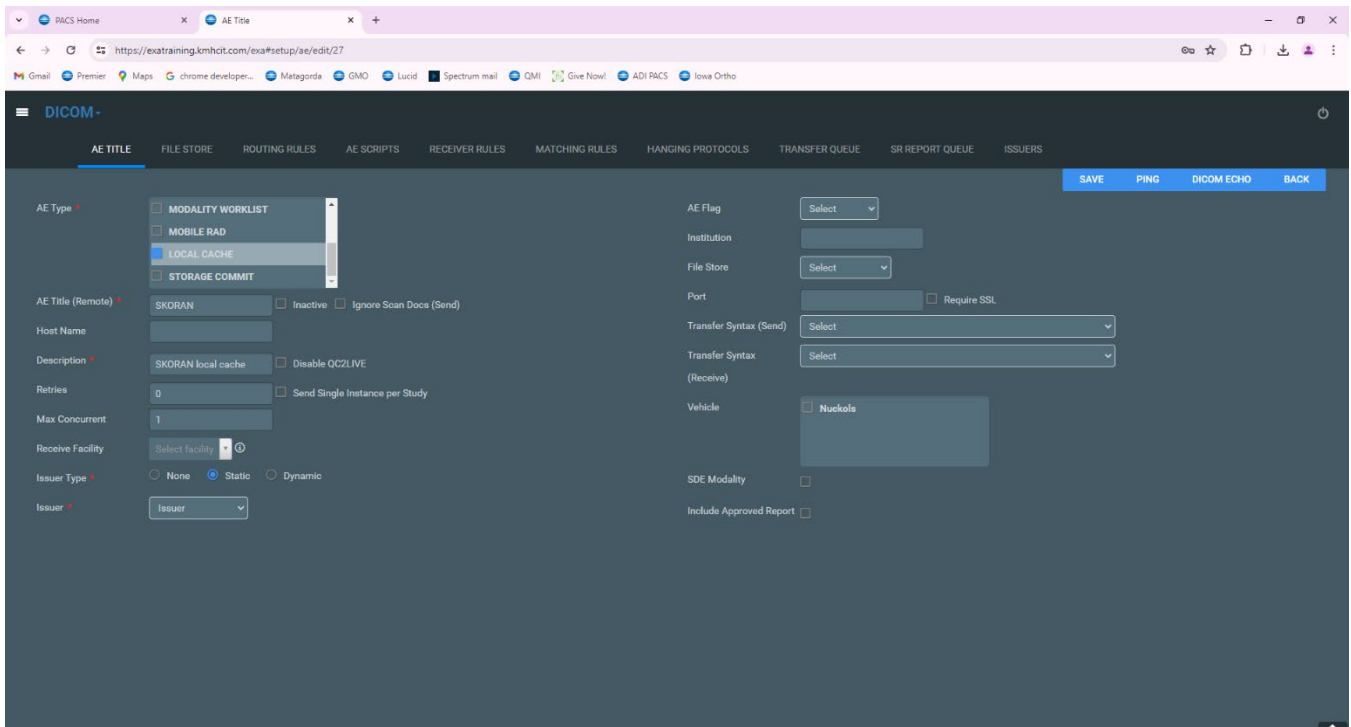 PACS Home
AE Title
https://exatraining.kmhcit.com/exa#setup/ae/edit/27
Gmail Premier Maps chrome developer... Matagorda GMO Lucid Spectrum mail QMI Give Now! ADI PACS Iowa Ortho
DICOM
AE TITLE FILE STORE ROUTING RULES AE SCRIPTS RECEIVER RULES MATCHING RULES HANGING PROTOCOLS TRANSFER QUEUE SR REPORT QUEUE ISSUERS
SAVE PING DICOM ECHO BACK
AE Type *
MODALITY WORKLIST
MOBILE RAD
LOCAL CACHE
STORAGE COMMIT
AE Title (Remote) * SKORAN Inactive Ignore Scan Docs (Send)
Host Name
Description * SKORAN local cache Disable QC2LIVE
Retries 0 Send Single Instance per Study
Max Concurrent 1
Receive Facility Select facility
Issuer Type * None Static Dynamic
Issuer * Issuer
AE Flag Select
Institution
File Store Select
Port Require SSL
Transfer Syntax (Send) Select
Transfer Syntax Select
(Receive)
Vehicle Nuckols
SDE Modality
Include Approved Report